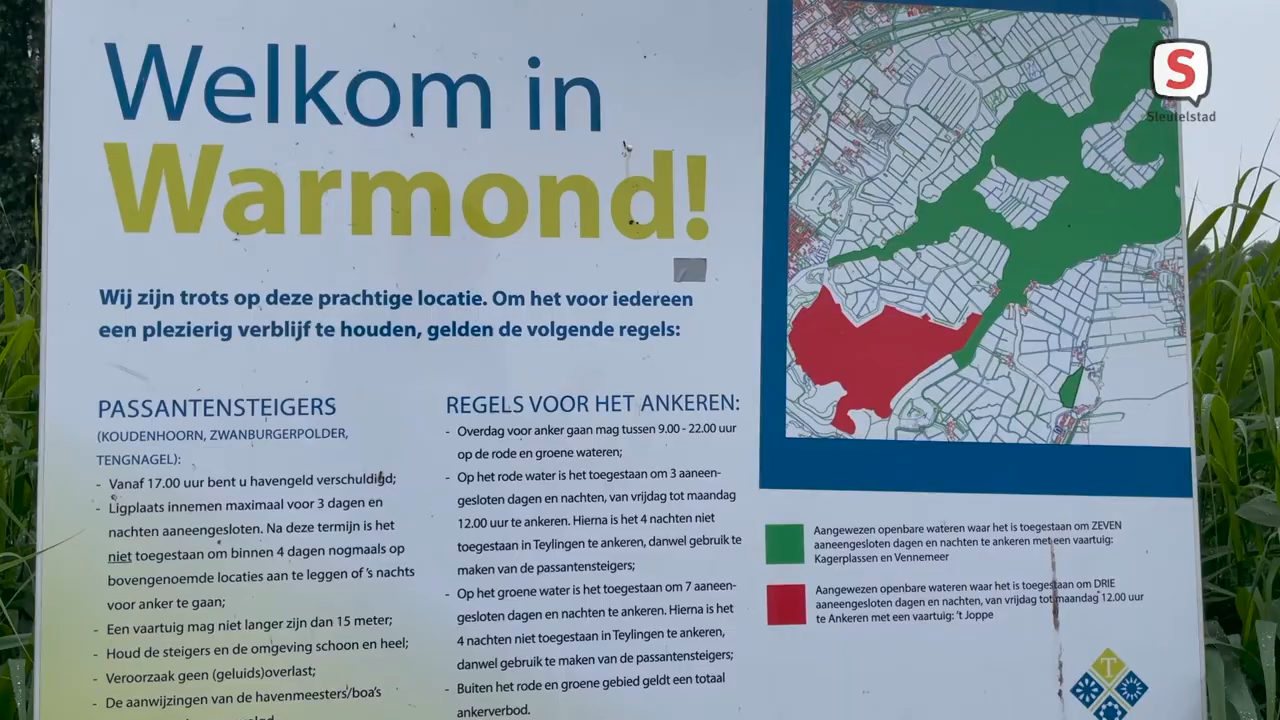 Welkom in
Warmond!
Wij zijn trots op deze prachtige locatie. Om het voor iedereen
een plezierig verblijf te houden, gelden de volgende regels:
PASSANTENSTEIGERS
(KOUDENHOORN, ZWANBURGERPOLDER,
TENGNAGEL):
- Vanaf 17.00 uur bent u havengeld verschuldigd;
- Ligplaats innemen maximaal voor 3 dagen en
nachten aaneengesloten. Na deze termijn is het
niet toegestaan om binnen 4 dagen nogmaals op
bovengenoemde locaties aan te leggen of 's nachts
voor anker te gaan;
- Een vaartuig mag niet langer zijn dan 15 meter;
- Houd de steigers en de omgeving schoon en heel;
- Veroorzaak geen (geluids)overlast;
- De aanwijzingen van de havenmeesters/boa's
REGELS VOOR HET ANKEREN:
- Overdag voor anker gaan mag tussen 9.00 - 22.00 uur
op de rode en groene wateren;
- Op het rode water is het toegestaan om 3 aaneen-
gesloten dagen en nachten, van vrijdag tot maandag
12.00 uur te ankeren. Hierna is het 4 nachten niet
toegestaan in Teylingen te ankeren, danwel gebruik te
maken van de passantensteigers;
- Op het groene water is het toegestaan om 7 aaneen-
gesloten dagen en nachten te ankeren. Hierna is het
4 nachten niet toegestaan in Teylingen te ankeren,
danwel gebruik te maken van de passantensteigers;
- Buiten het rode en groene gebied geldt een totaal
ankerverbod.
Aangewezen openbare wateren waar het is toegestaan om ZEVEN
aaneengesloten dagen en nachten te ankeren met een vaartuig:
Kagerplassen en Vennemeer
Aangewezen openbare wateren waar het is toegestaan om DRIE
aaneengesloten dagen en nachten, van vrijdag tot maandag 12.00 uur
te Ankeren met een vaartuig: 't Joppe
T
S
Sleutelstad